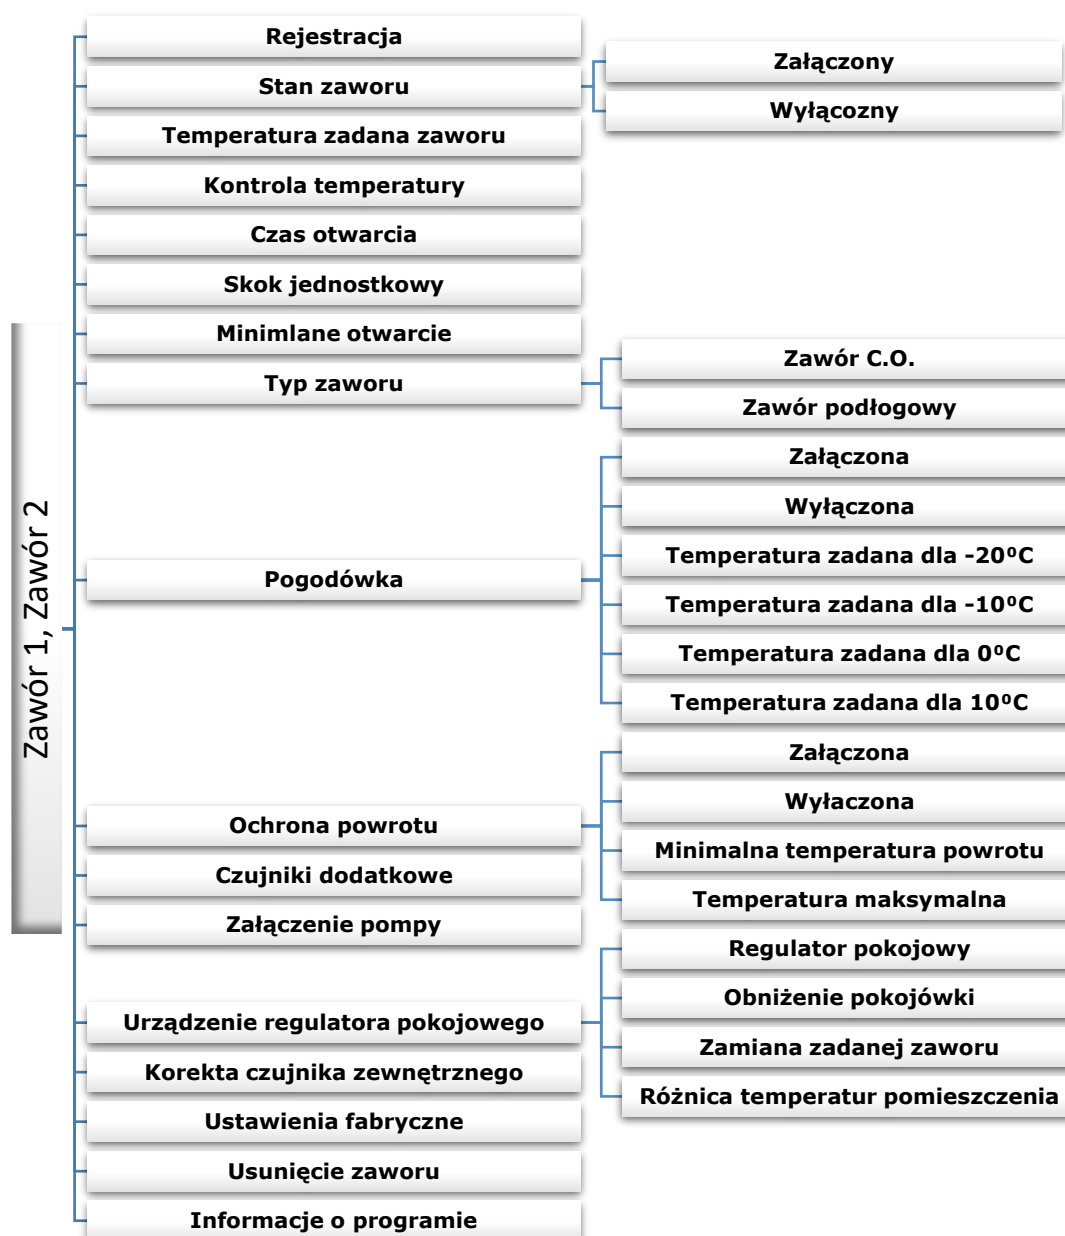 Zawór 1, Zawór 2
Rejestracja
Stan zaworu
Załączony
Wyłącozny
Temperatura zadana zaworu
Kontrola temperatury
Czas otwarcia
Skok jednostkowy
Minimlane otwarcie
Typ zaworu
Zawór C.O.
Zawór podłogowy
Pogodówka
Załączona
Wyłączona
Temperatura zadana dla -20ºC
Temperatura zadana dla -10ºC
Temperatura zadana dla 0ºC
Temperatura zadana dla 10ºC
Ochrona powrotu
Załączona
Wyłaczona
Minimalna temperatura powrotu
Temperatura maksymalna
Czujniki dodatkowe
Załączenie pompy
Urządzenie regulatora pokojowego
Regulator pokojowy
Obniżenie pokojówki
Zamiana zadanej zaworu
Różnica temperatur pomieszczenia
Korekta czujnika zewnętrznego
Ustawienia fabryczne
Usunięcie zaworu
Informacje o programie